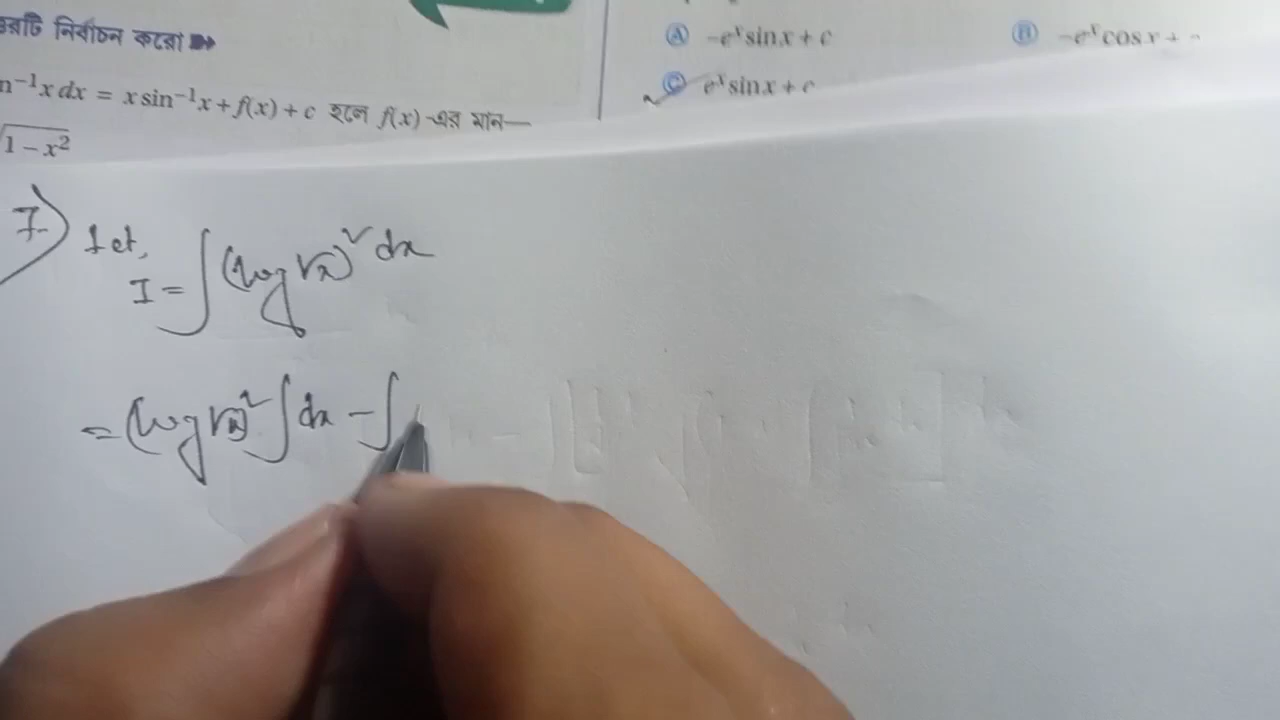 নির্বাচন করো
Ⓐ -eˣ sin x + c
Ⓑ -eˣ cos x +
Ⓒ eˣ sin x + c
n⁻¹x dx = x sin⁻¹x + f(x) + c হলে f(x)-এর মান—
√1 - x²
7) Let,
I = ∫(log √x)² dx
= (log √x)² ∫dx - ∫